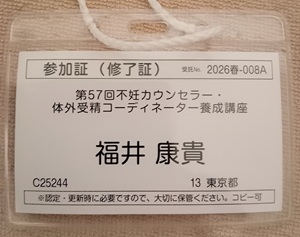 参加証（修了証） 受託No. 2026春-008A
第57回不妊カウンセラー・
体外受精コーディネーター養成講座
福井 康貴
C25244 13 東京都
※認定・更新時に必要ですので、大切に保管ください。コピー可